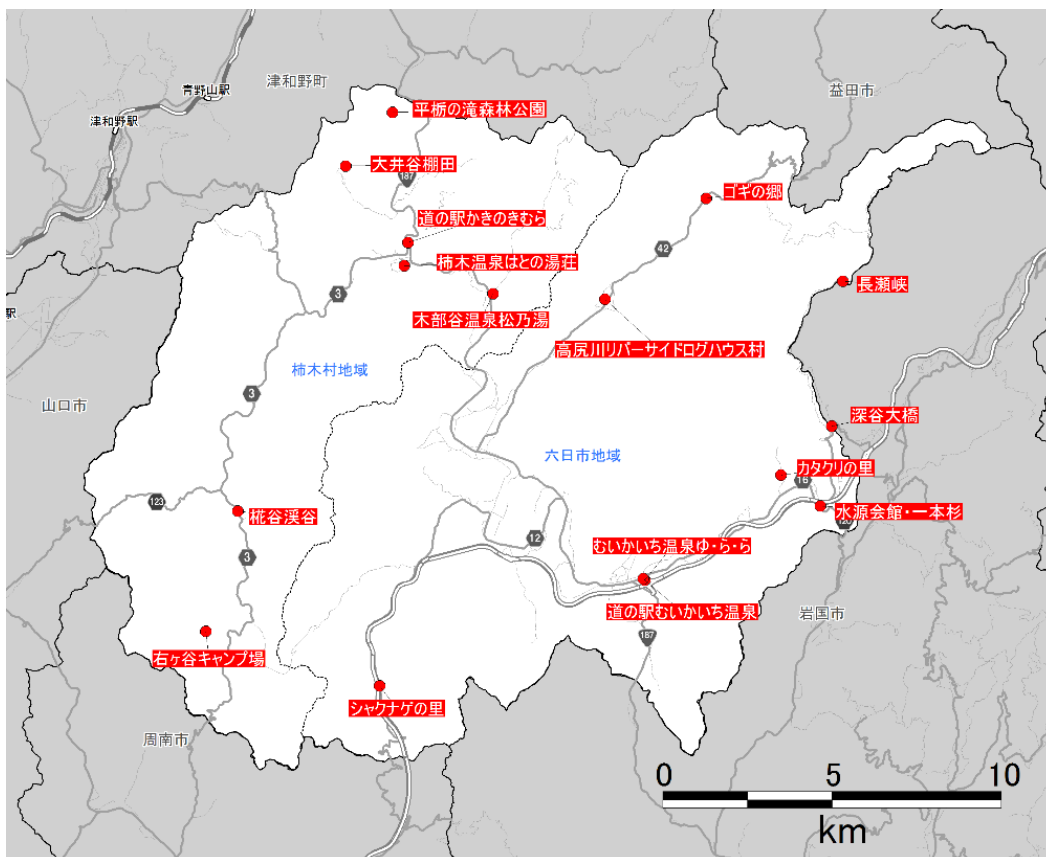 津和野町
青野山駅
益田市
平栃の滝森林公園
津和野駅
大井谷棚田
187
ゴギの郷
道の駅かきのきむら
42
柿木温泉はとの湯荘
長瀬峡
3
駅
木部谷温泉松乃湯
高尻川リバーサイドログハウス村
柿木村地域
3
山口市
深谷大橋
六日市地域
カタクリの里
16
123
椛谷渓谷
水源会館・一本杉
120
12
むいかいち温泉ゆ・ら・ら
3
道の駅むいかいち温泉
岩国市
187
右ヶ谷キャンプ場
シャクナゲの里
周南市
0 5 10
km